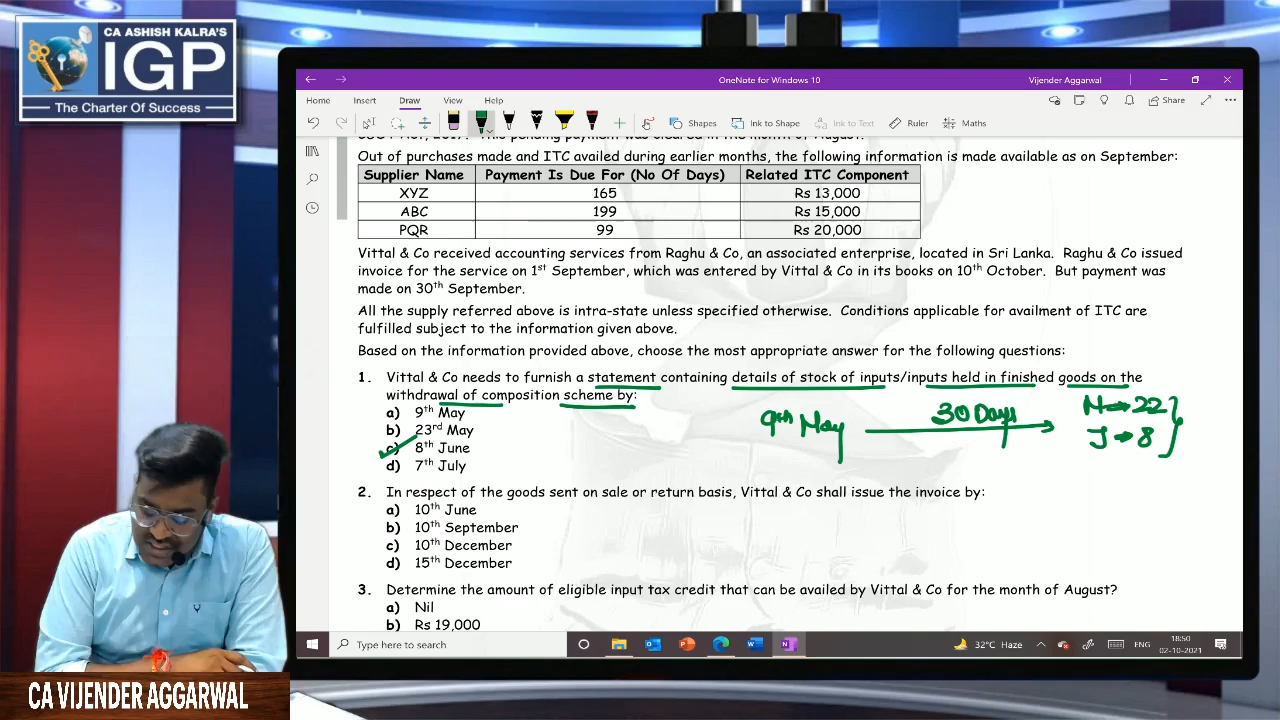 CA ASHISH KALRA'S
IGP
The Charter Of Success
OneNote for Windows 10
Vijender Aggarwal
Home Insert Draw View Help
Share
Shapes Ink to Shape Ink to Text Ruler Maths
This pending payment was cleared in the month of August.
Out of purchases made and ITC availed during earlier months, the following information is made available as on September:
Supplier Name Payment Is Due For (No Of Days) Related ITC Component
XYZ 165 Rs 13,000
ABC 199 Rs 15,000
PQR 99 Rs 20,000
Vittal & Co received accounting services from Raghu & Co, an associated enterprise, located in Sri Lanka. Raghu & Co issued
invoice for the service on 1st September, which was entered by Vittal & Co in its books on 10th October. But payment was
made on 30th September.
All the supply referred above is intra-state unless specified otherwise. Conditions applicable for availment of ITC are
fulfilled subject to the information given above.
Based on the information provided above, choose the most appropriate answer for the following questions:
1. Vittal & Co needs to furnish a statement containing details of stock of inputs/inputs held in finished goods on the
withdrawal of composition scheme by:
a) 9th May
b) 23rd May
c) 8th June
d) 7th July
9th May 30 Days M → 22
J → 8
2. In respect of the goods sent on sale or return basis, Vittal & Co shall issue the invoice by:
a) 10th June
b) 10th September
c) 10th December
d) 15th December
3. Determine the amount of eligible input tax credit that can be availed by Vittal & Co for the month of August?
a) Nil
b) Rs 19,000
Type here to search
32°C Haze
ENG
18:50
02-10-2021
CA VIJENDER AGGARWAL